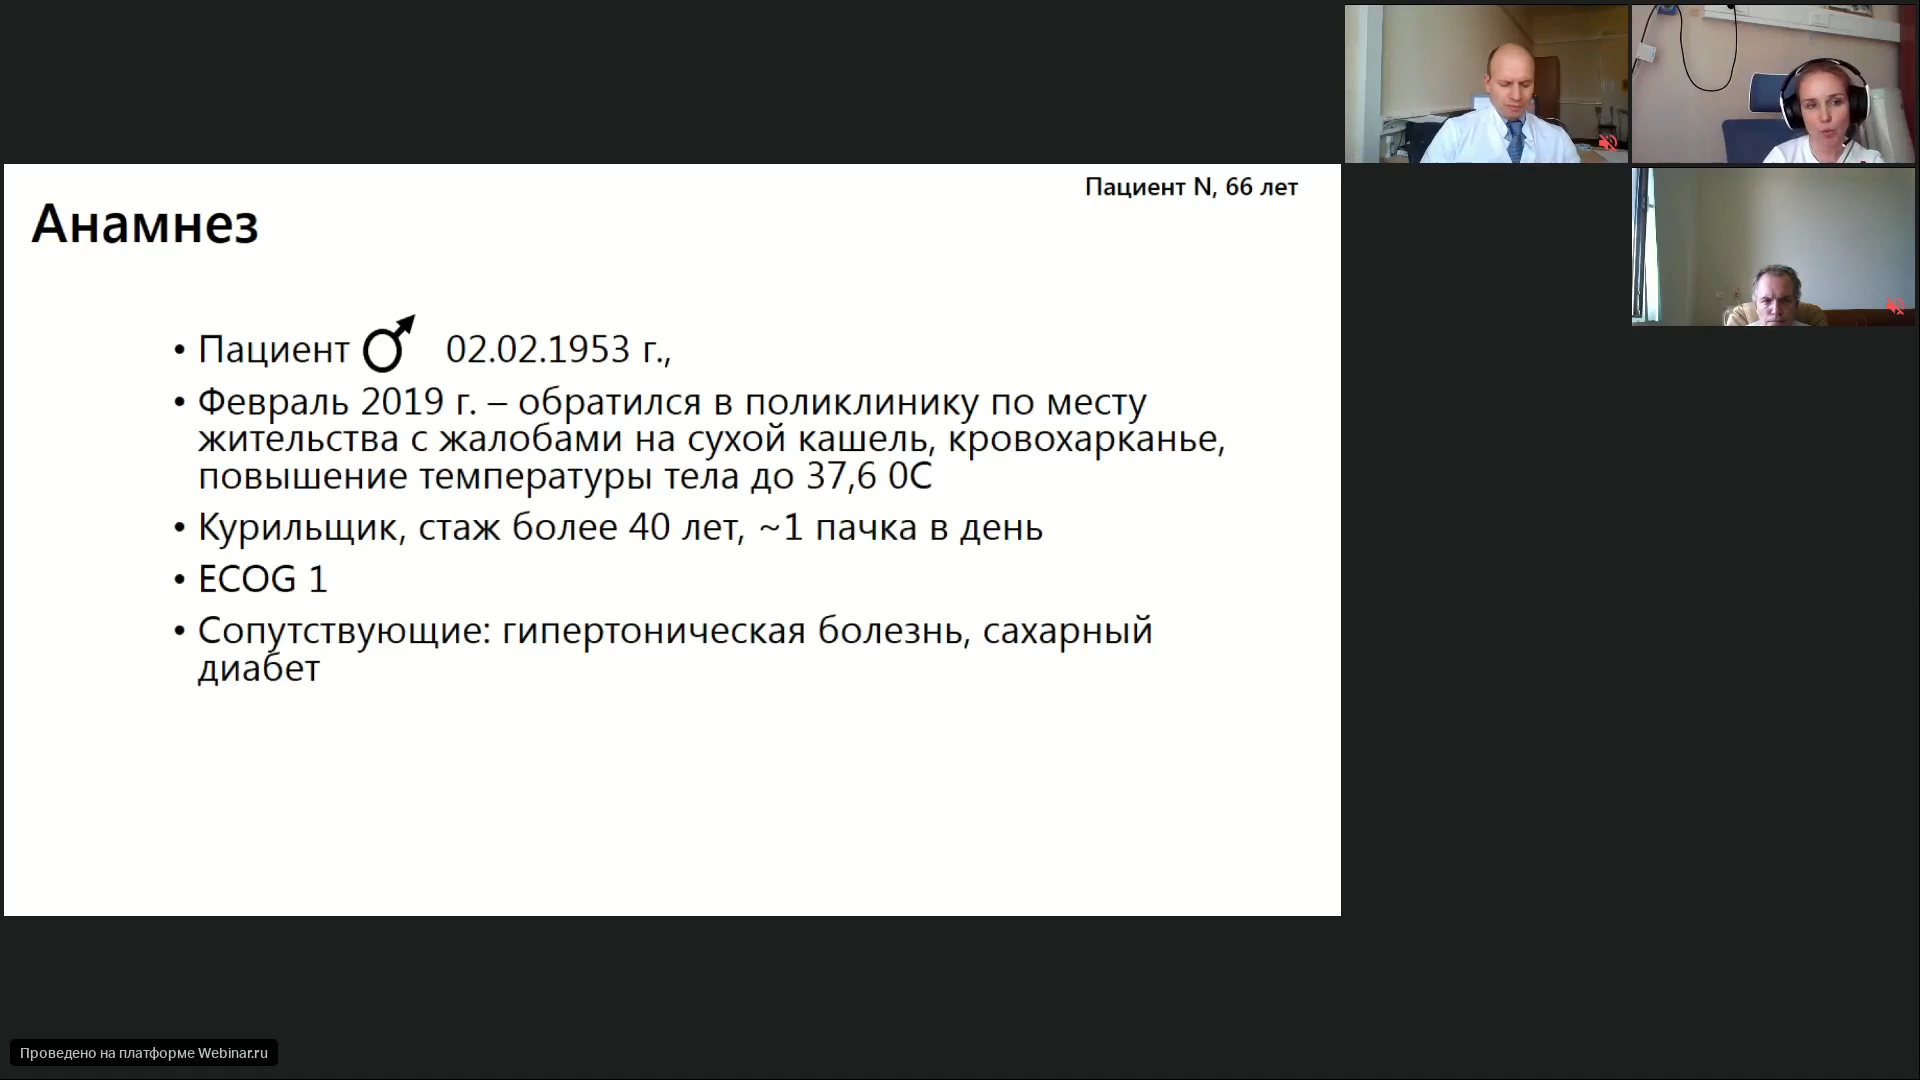 Пациент N, 66 лет
Анамнез
• Пациент 02.02.1953 г.,
• Февраль 2019 г. – обратился в поликлинику по месту
жительства с жалобами на сухой кашель, кровохарканье,
повышение температуры тела до 37,6 0С
• Курильщик, стаж более 40 лет, ~1 пачка в день
• ECOG 1
• Сопутствующие: гипертоническая болезнь, сахарный
диабет
Проведено на платформе Webinar.ru